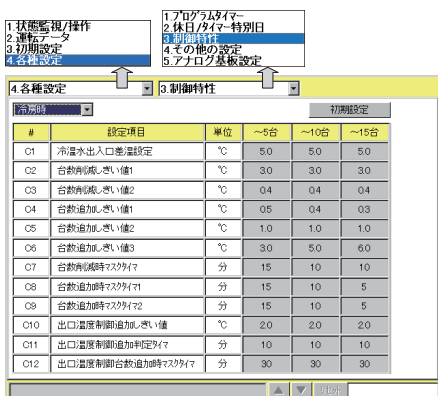 1.状態監視/操作
2.運転データ
3.初期設定
4.各種設定
1.プログラムタイマー
2.休日/タイマー特別日
3.制御特性
4.その他の設定
5.アナログ基板設定
4.各種設定 3.制御特性
冷房時 初期設定
# 設定項目 単位 ～5台 ～10台 ～15台
C1 冷温水出入口差温設定 ℃ 5.0 5.0 5.0
C2 台数削減しきい値1 ℃ 3.0 3.0 3.0
C3 台数削減しきい値2 ℃ 0.4 0.4 0.4
C4 台数追加しきい値1 ℃ 0.5 0.4 0.3
C5 台数追加しきい値2 ℃ 1.0 1.0 1.0
C6 台数追加しきい値3 ℃ 3.0 5.0 6.0
C7 台数削減時マスクタイマ 分 15 10 10
C8 台数追加時マスクタイマ1 分 15 10 5
C9 台数追加時マスクタイマ2 分 15 10 5
C10 出口温度制御追加しきい値 ℃ 2.0 2.0 2.0
C11 出口温度制御追加判定タイマ 分 10 10 10
C12 出口温度制御台数追加時マスクタイマ 分 30 30 30